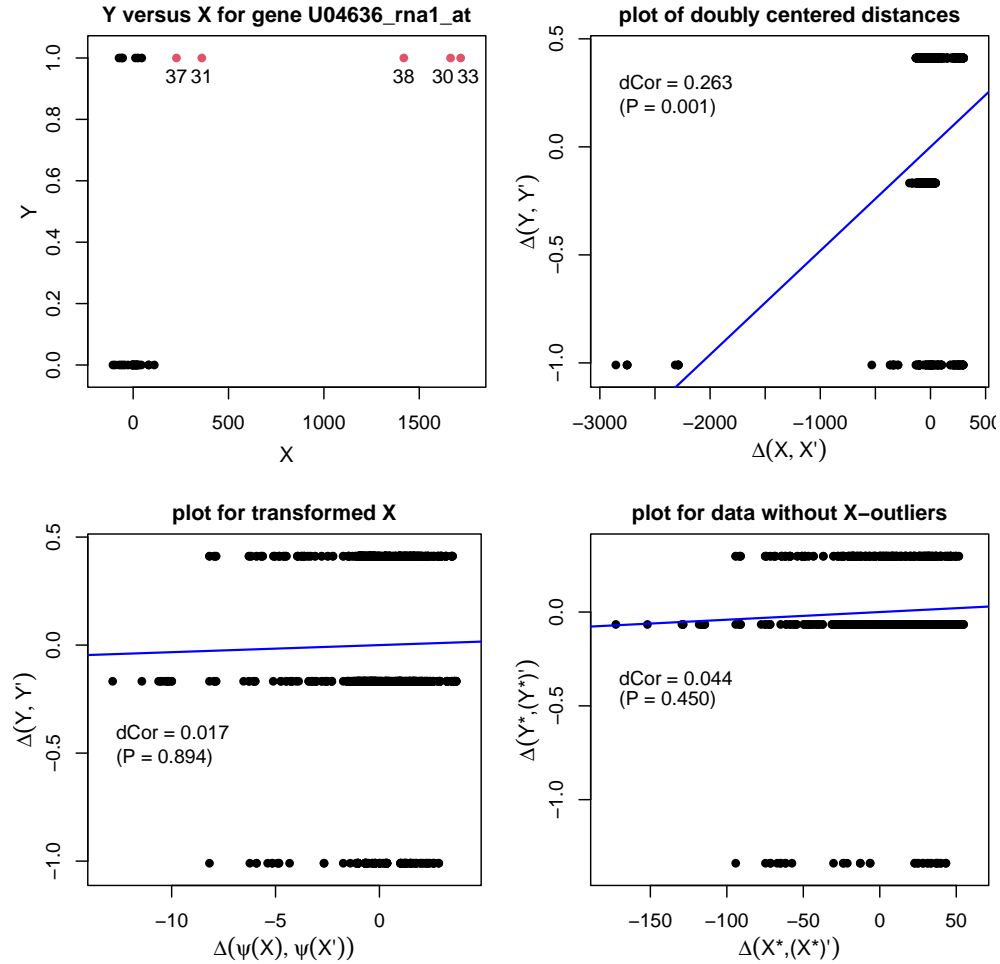 Y versus X for gene U04636_rna1_at
1.0
0.8
0.6
0.4
0.2
0.0
Y
37 31 38 30 33
0 500 1000 1500
X
plot of doubly centered distances
0.5
0.0
−0.5
−1.0
Δ(Y, Y')
dCor = 0.263
(P = 0.001)
−3000 −2000 −1000 0 500
Δ(X, X')
plot for transformed X
0.5
0.0
−0.5
−1.0
Δ(Y, Y')
dCor = 0.017
(P = 0.894)
−10 −5 0
Δ(ψ(X), ψ(X'))
plot for data without X−outliers
0.0
−0.5
−1.0
Δ(Y*,(Y*)')
dCor = 0.044
(P = 0.450)
−150 −100 −50 0 50
Δ(X*,(X*)')